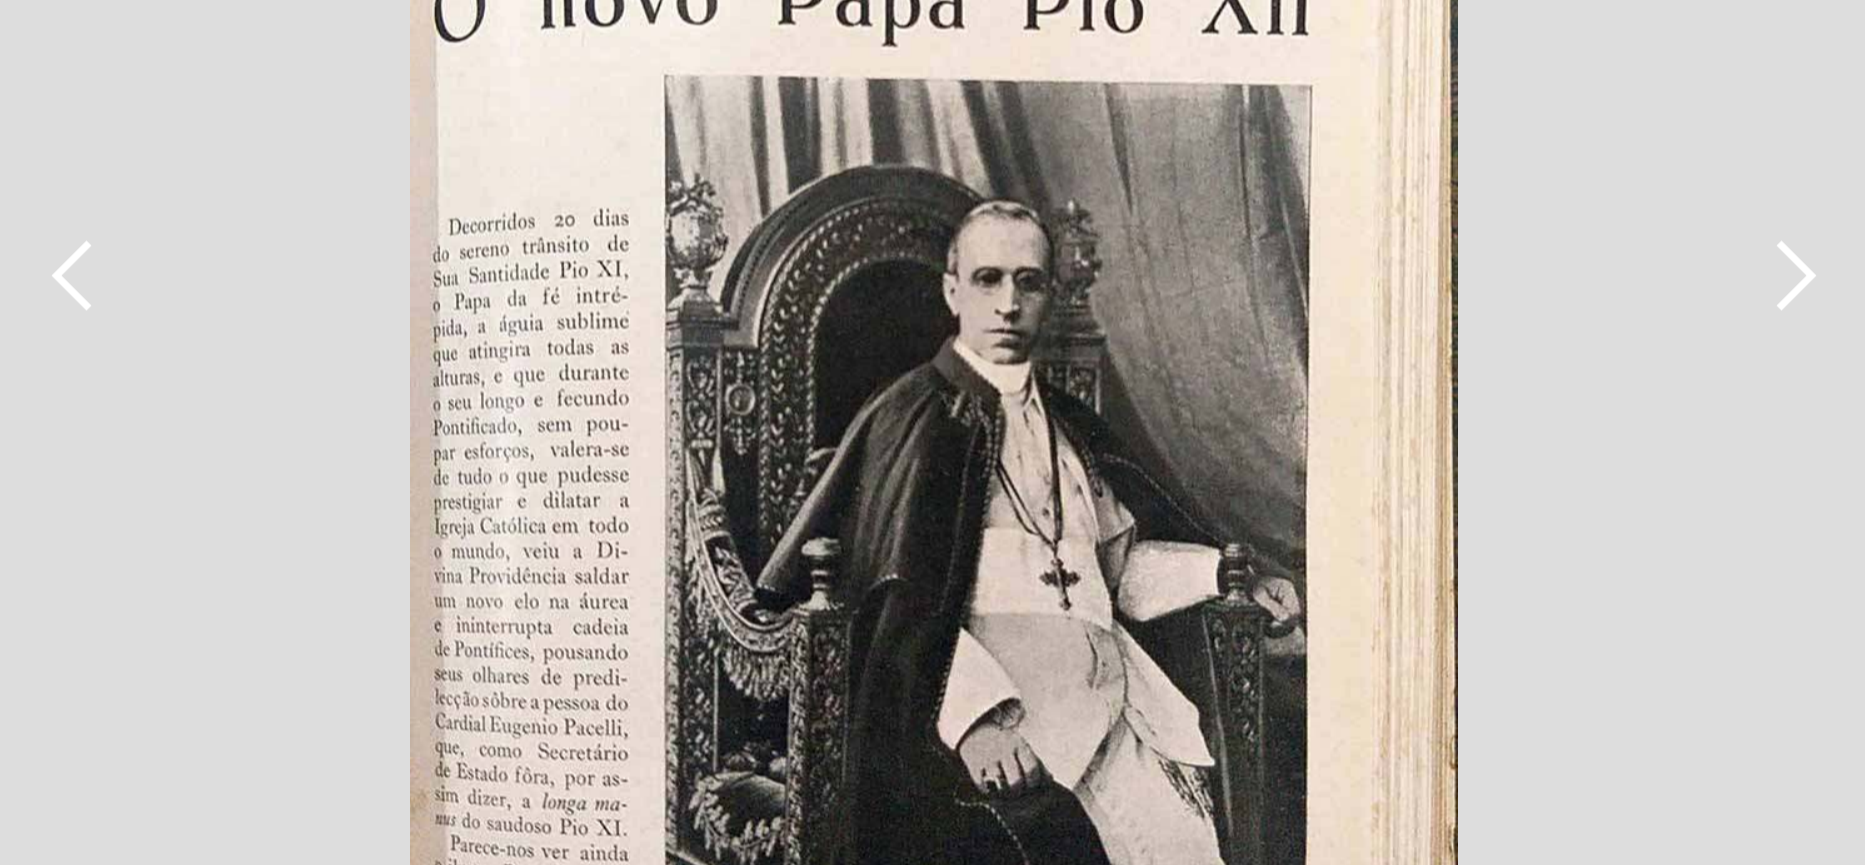 O novo Papa Pio XII
Decorridos 20 dias
do sereno trânsito de
Sua Santidade Pio XI,
o Papa da fé intré-
pida, a águia sublime
que atingira todas as
alturas, e que durante
o seu longo e fecundo
Pontificado, sem pou-
par esforços, valera-se
de tudo o que pudesse
prestigiar e dilatar a
Igreja Católica em todo
o mundo, veiu a Di-
vina Providência saldar
um novo elo na áurea
e ininterrupta cadeia
de Pontífices, pousando
seus olhares de predi-
lecção sôbre a pessoa do
Cardial Eugenio Pacelli,
que, como Secretário
de Estado fôra, por as-
sim dizer, a longa ma-
nus do saudoso Pio XI.
Parece-nos ver ainda